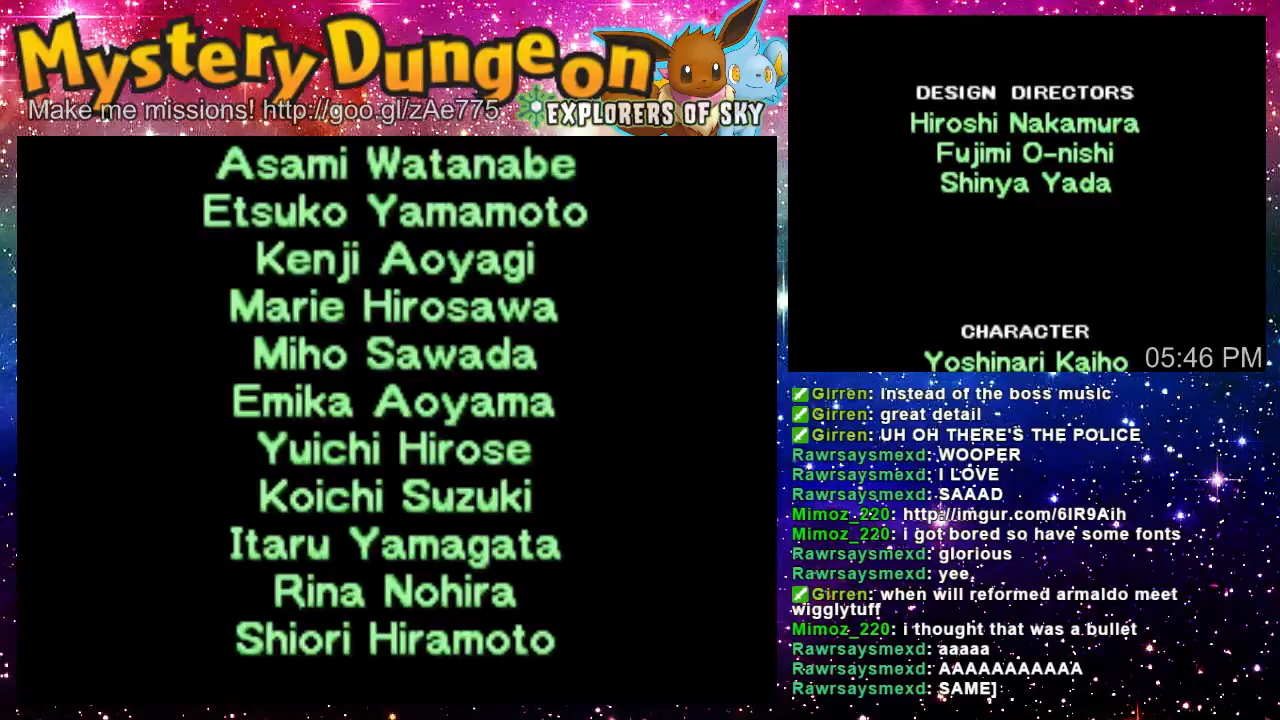 Mystery Dungeon
Make me missions! http://goo.gl/zAe775
EXPLORERS OF SKY
Asami Watanabe
Etsuko Yamamoto
Kenji Aoyagi
Marie Hirosawa
Miho Sawada
Emika Aoyama
Yuichi Hirose
Koichi Suzuki
Itaru Yamagata
Rina Nohira
Shiori Hiramoto
DESIGN DIRECTORS
Hiroshi Nakamura
Fujimi O-nishi
Shinya Yada
CHARACTER
Yoshinari Kaiho
05:46 PM
Girren: instead of the boss music
Girren: great detail
Girren: UH OH THERE'S THE POLICE
Rawrsaysmexd: WOOPER
Rawrsaysmexd: I LOVE
Rawrsaysmexd: SAAAD
Mimoz_220: http://imgur.com/6IR9Aih
Mimoz_220: i got bored so have some fonts
Rawrsaysmexd: glorious
Rawrsaysmexd: yee
Girren: when will reformed armaldo meet
wigglytuff
Mimoz_220: i thought that was a bullet
Rawrsaysmexd: aaaaa
Rawrsaysmexd: AAAAAAAAAAA
Rawrsaysmexd: SAME]